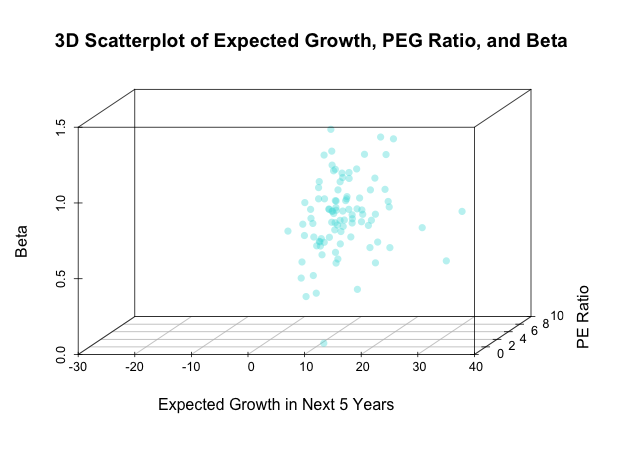 3D Scatterplot of Expected Growth, PEG Ratio, and Beta
1.5
1.0
Beta
0.5
0.0
10
8
6
4
2
0
PE Ratio
-30 -20 -10 0 10 20 30 40
Expected Growth in Next 5 Years